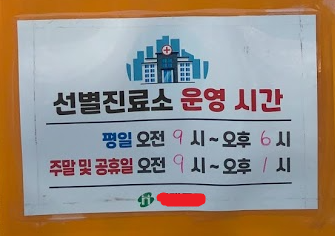 선별진료소 운영 시간
평일 오전 9 시 ~ 오후 6 시
주말 및 공휴일 오전 9 시 ~ 오후 1 시